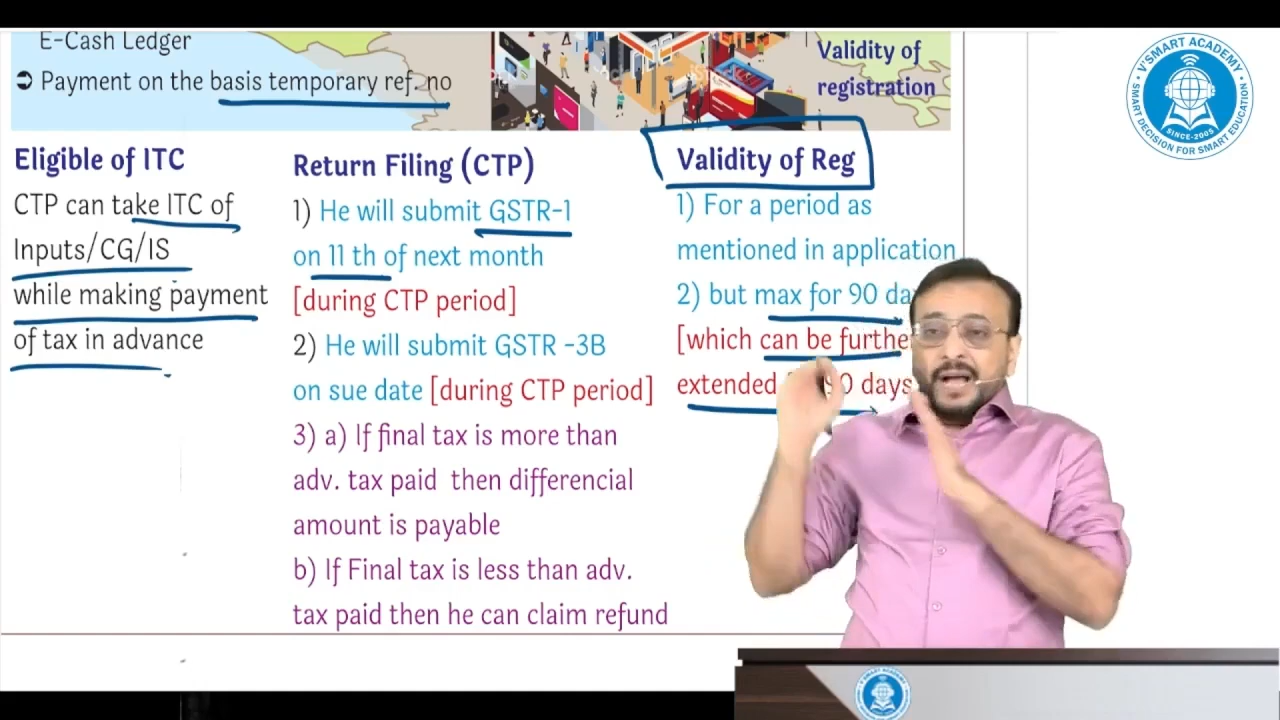 E-Cash Ledger
➲ Payment on the basis temporary ref. no
Validity of
registration
Eligible of ITC
CTP can take ITC of
Inputs/CG/IS
while making payment
of tax in advance
Return Filing (CTP)
1) He will submit GSTR-1
on 11 th of next month
[during CTP period]
2) He will submit GSTR -3B
on sue date [during CTP period]
3) a) If final tax is more than
adv. tax paid then differencial
amount is payable
b) If Final tax is less than adv.
tax paid then he can claim refund
Validity of Reg
1) For a period as
mentioned in application
2) but max for 90
[which can be
extended days
V'SMART ACADEMY
SINCE-2005
SMART DECISION FOR SMART EDUCATION